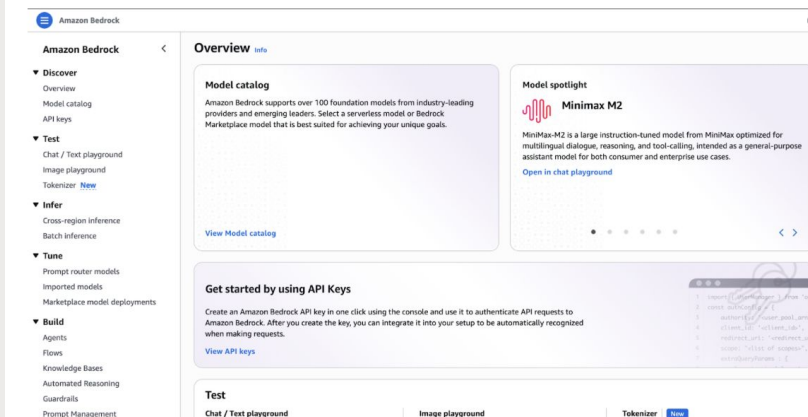 Amazon Bedrock
Amazon Bedrock
Discover
Overview
Model catalog
API keys
Test
Chat / Text playground
Image playground
Tokenizer New
Infer
Cross-region inference
Batch inference
Tune
Prompt router models
Imported models
Marketplace model deployments
Build
Agents
Flows
Knowledge Bases
Automated Reasoning
Guardrails
Prompt Management
Overview Info
Model catalog
Amazon Bedrock supports over 100 foundation models from industry-leading
providers and emerging leaders. Select a serverless model or Bedrock
Marketplace model that is best suited for achieving your unique goals.
View Model catalog
Model spotlight
Minimax M2
MiniMax-M2 is a large instruction-tuned model from MiniMax optimized for
multilingual dialogue, reasoning, and tool-calling, intended as a general-purpose
assistant model for both consumer and enterprise use cases.
Open in chat playground
Get started by using API Keys
Create an Amazon Bedrock API key in one click using the console and use it to authenticate API requests to
Amazon Bedrock. After you create the key, you can integrate it into your setup to be automatically recognized
when making requests.
View API keys
Test
Chat / Text playground
Image playground
Tokenizer New